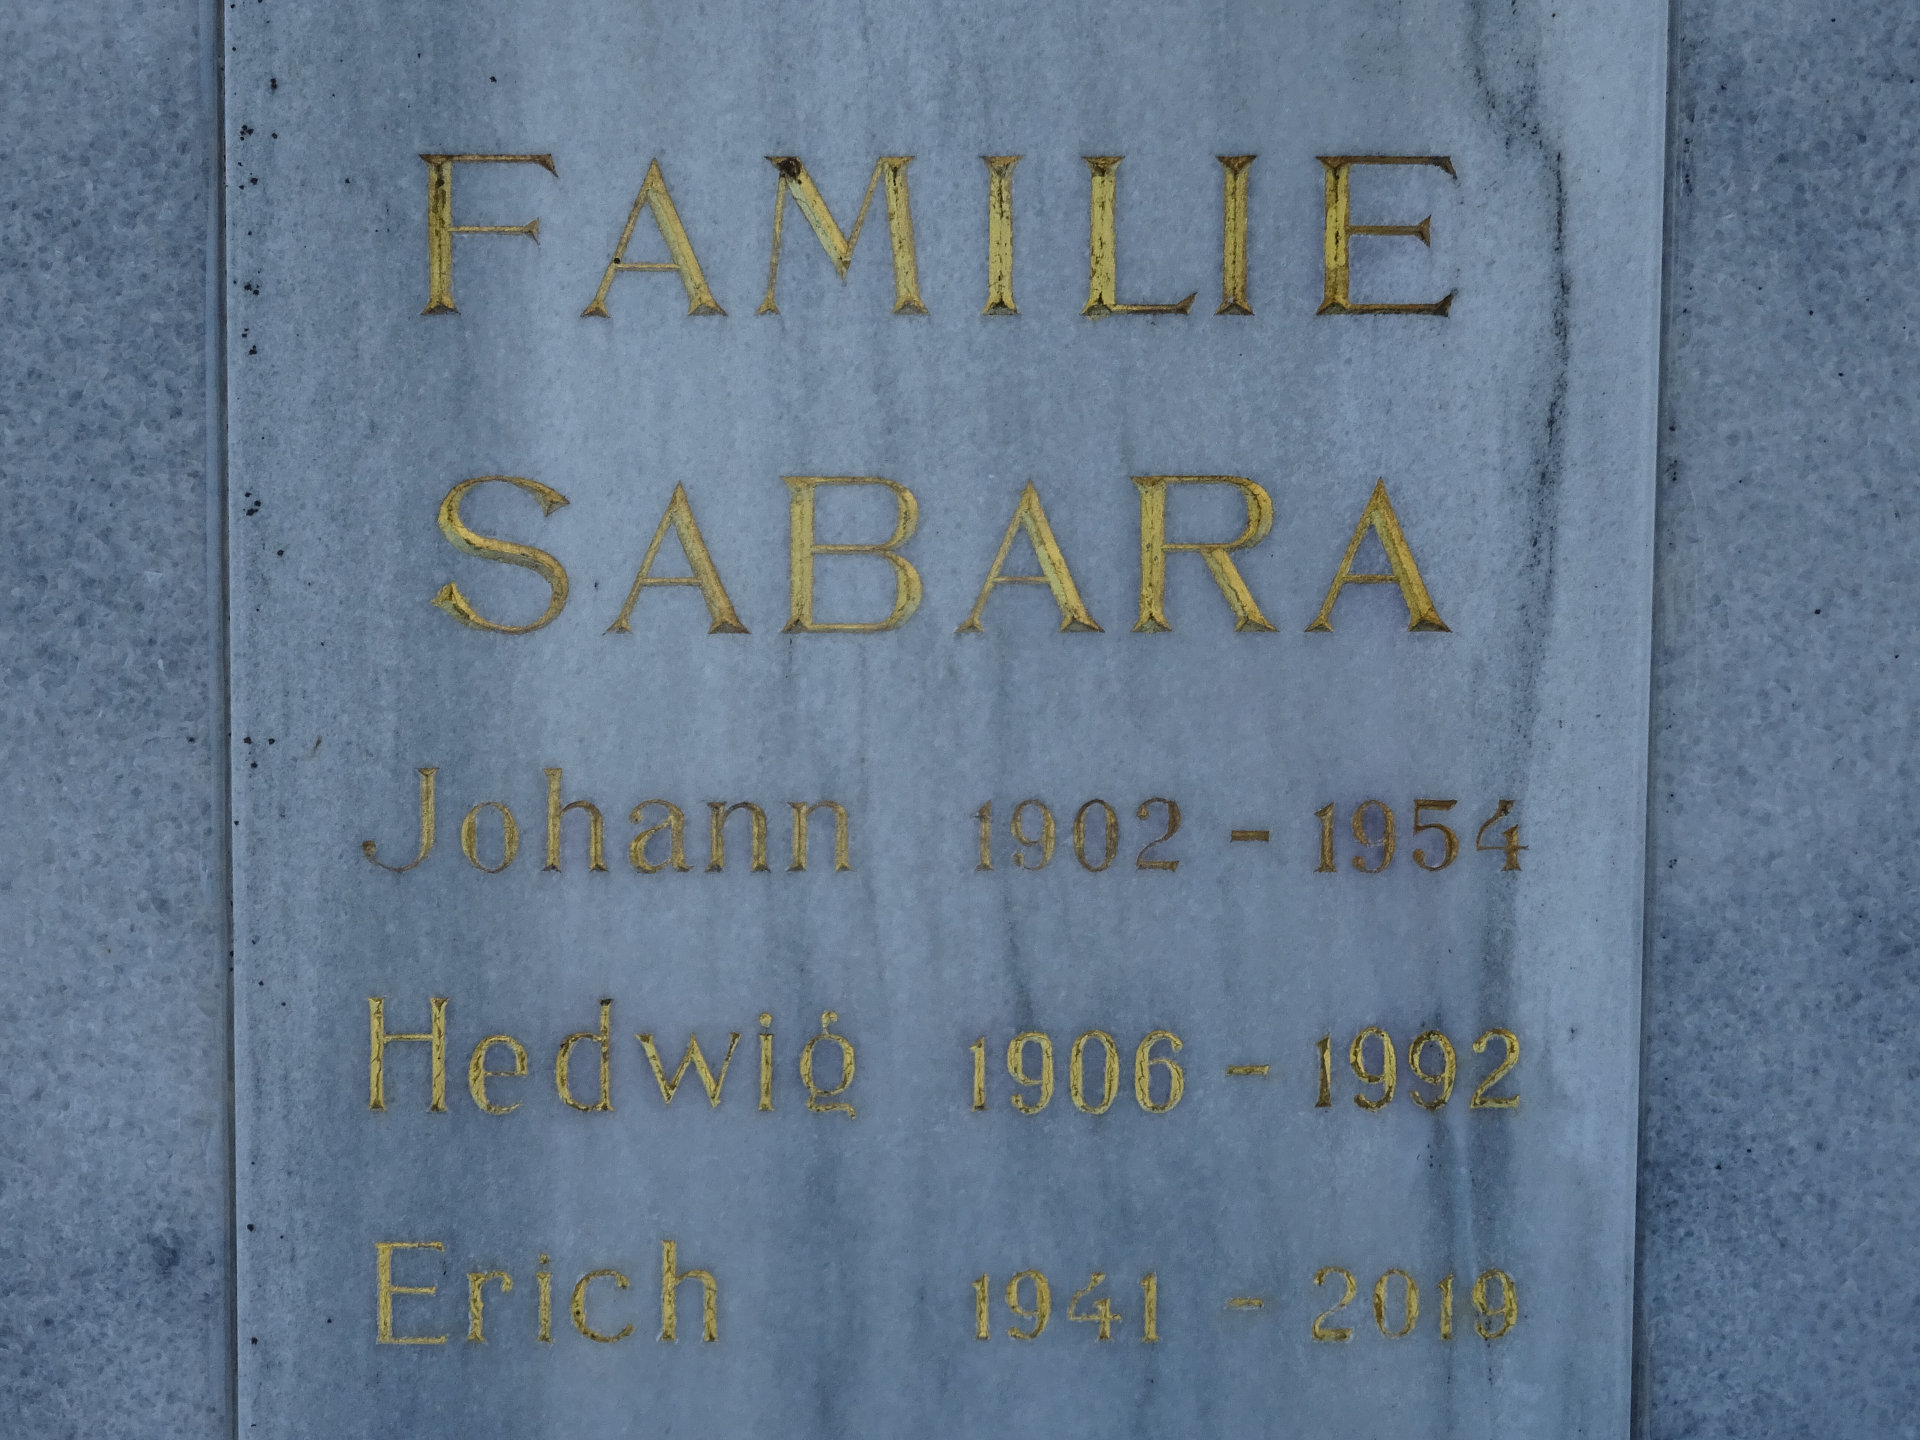 FAMILIE
SABARA
Johann 1902 - 1954
Hedwig 1906 - 1992
Erich 1941 - 2019